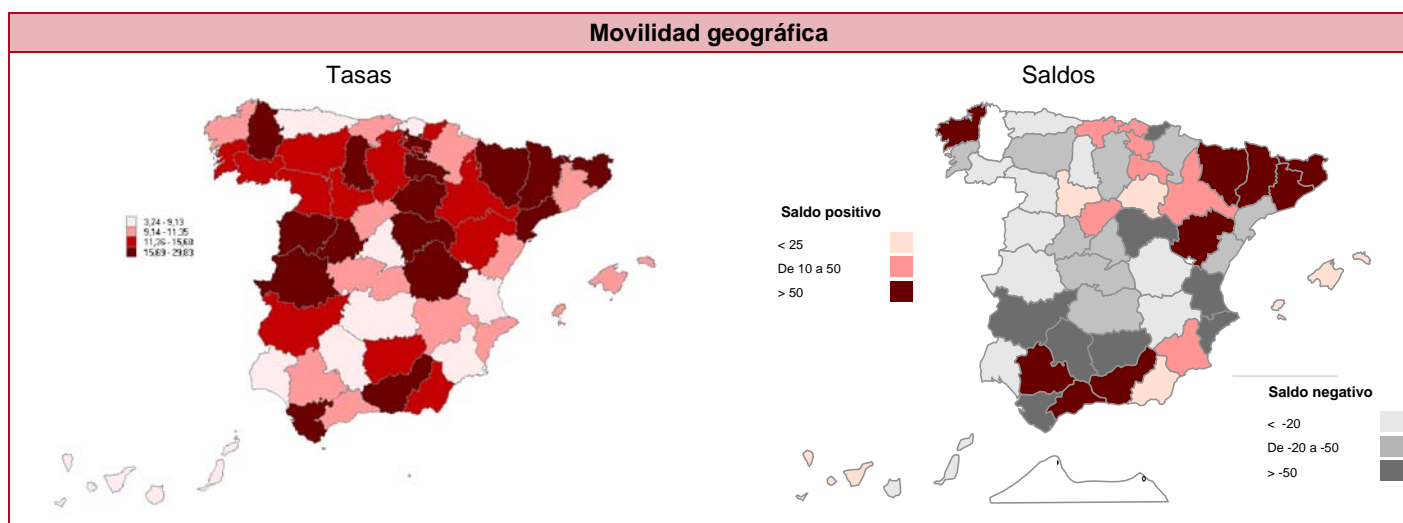 Movilidad geográfica
Tasas
Saldos
3,24 - 9,13
9,14 - 11,35
11,36 - 15,68
15,69 - 29,83
Saldo positivo
< 25
De 10 a 50
> 50
Saldo negativo
< -20
De -20 a -50
> -50